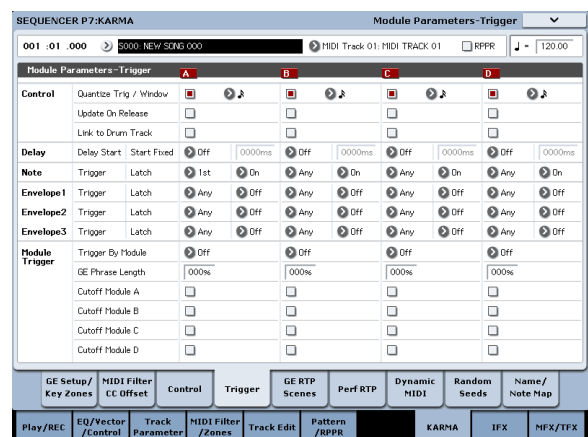 SEQUENCER P7:KARMA Module Parameters-Trigger
001 :01 .000 S000: NEW SONG 000 MIDI Track 01: MIDI TRACK 01 RPPR ♩ = 120.00
Module Parameters-Trigger A B C D
Control Quantize Trig / Window
Update On Release
Link to Drum Track
Delay Delay Start Start Fixed Off 0000ms Off 0000ms Off 0000ms Off 0000ms
Note Trigger Latch 1st On Any On Any On Any On
Envelope1 Trigger Latch Any Off Any Off Any Off Any Off
Envelope2 Trigger Latch Any Off Any Off Any Off Any Off
Envelope3 Trigger Latch Any Off Any Off Any Off Any Off
Module Trigger Trigger By Module Off Off Off Off
GE Phrase Length 000% 000% 000% 000%
Cutoff Module A
Cutoff Module B
Cutoff Module C
Cutoff Module D
GE Setup/ Key Zones MIDI Filter CC Offset Control Trigger GE RTP Scenes Perf RTP Dynamic MIDI Random Seeds Name/ Note Map
Play/REC EQ/Vector /Control Track Parameter MIDI Filter /Zones Track Edit Pattern /RPPR KARMA IFX MFX/TFX